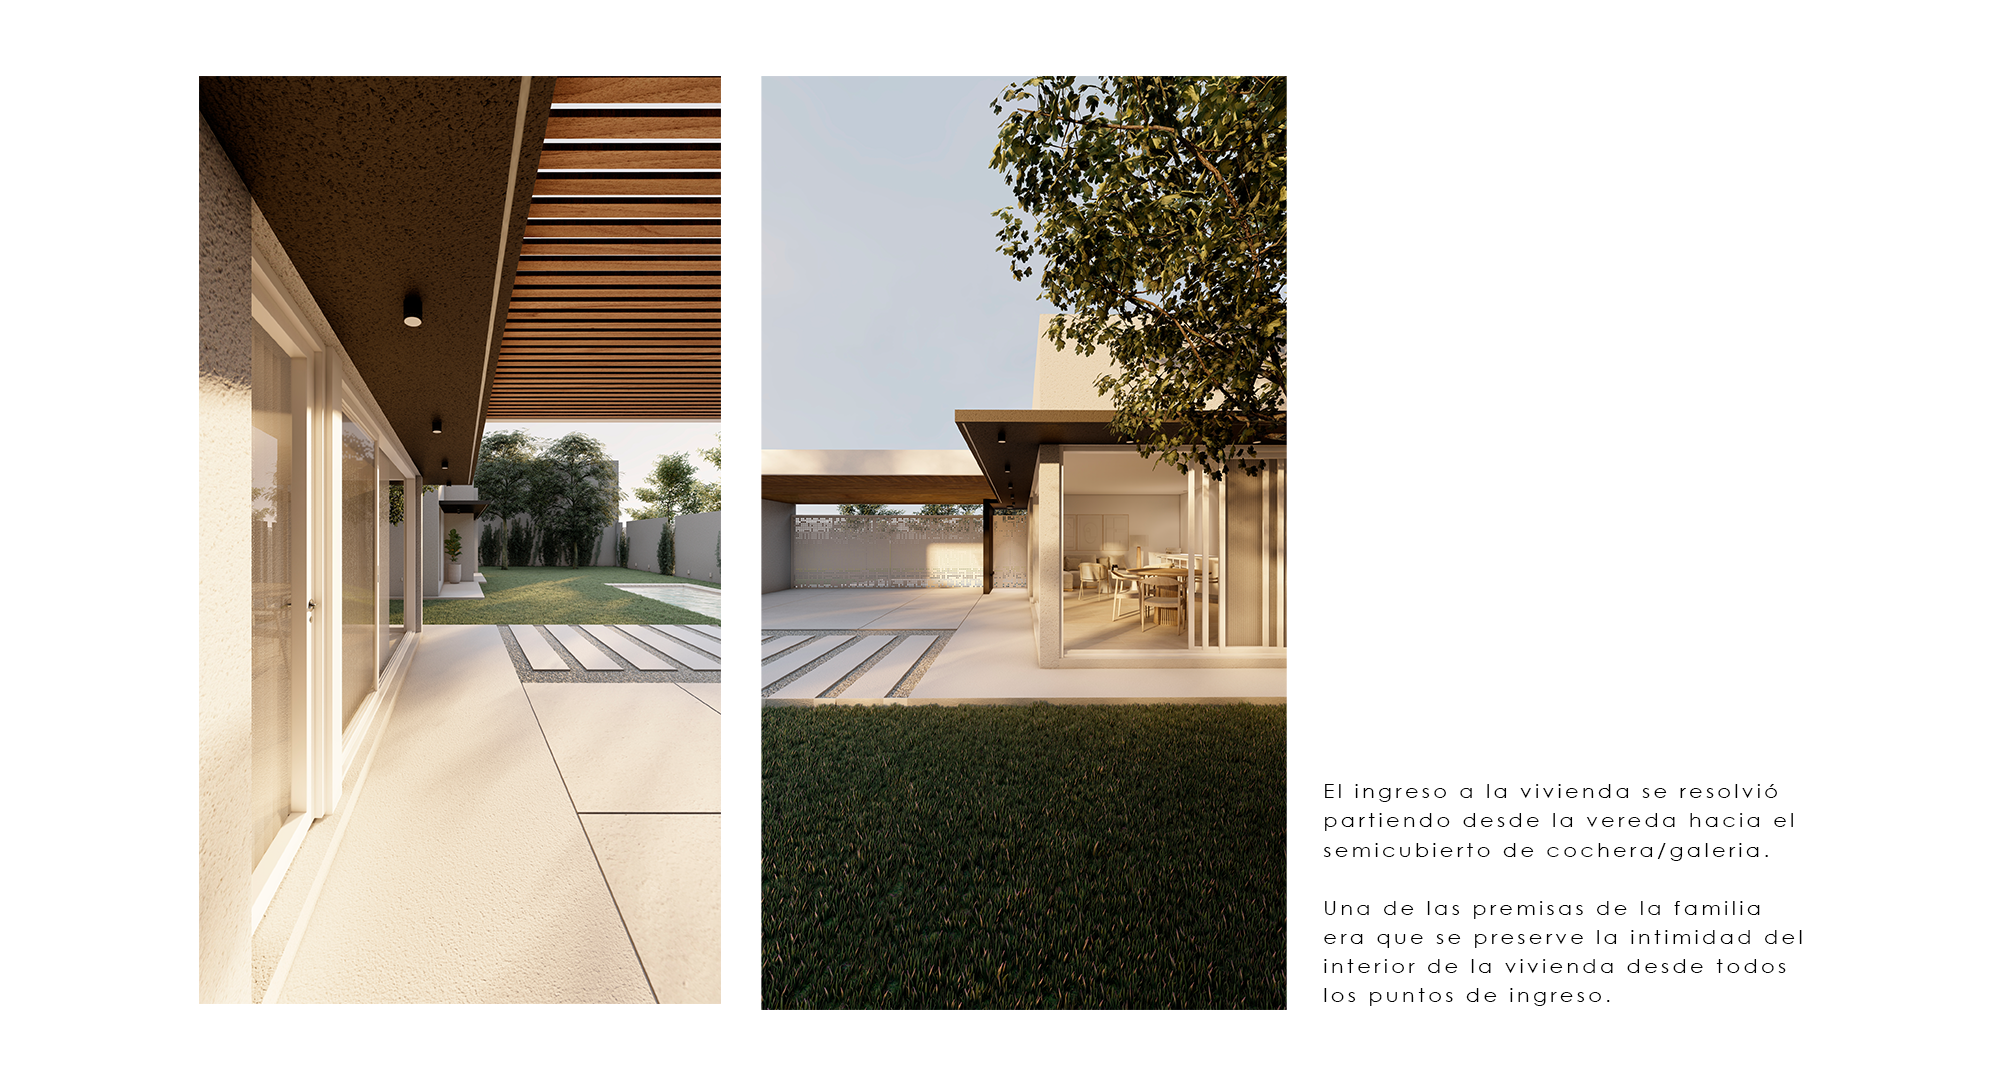 El ingreso a la vivienda se resolvió
partiendo desde la vereda hacia el
semicubierto de cochera/galeria.
Una de las premisas de la familia
era que se preserve la intimidad del
interior de la vivienda desde todos
los puntos de ingreso.